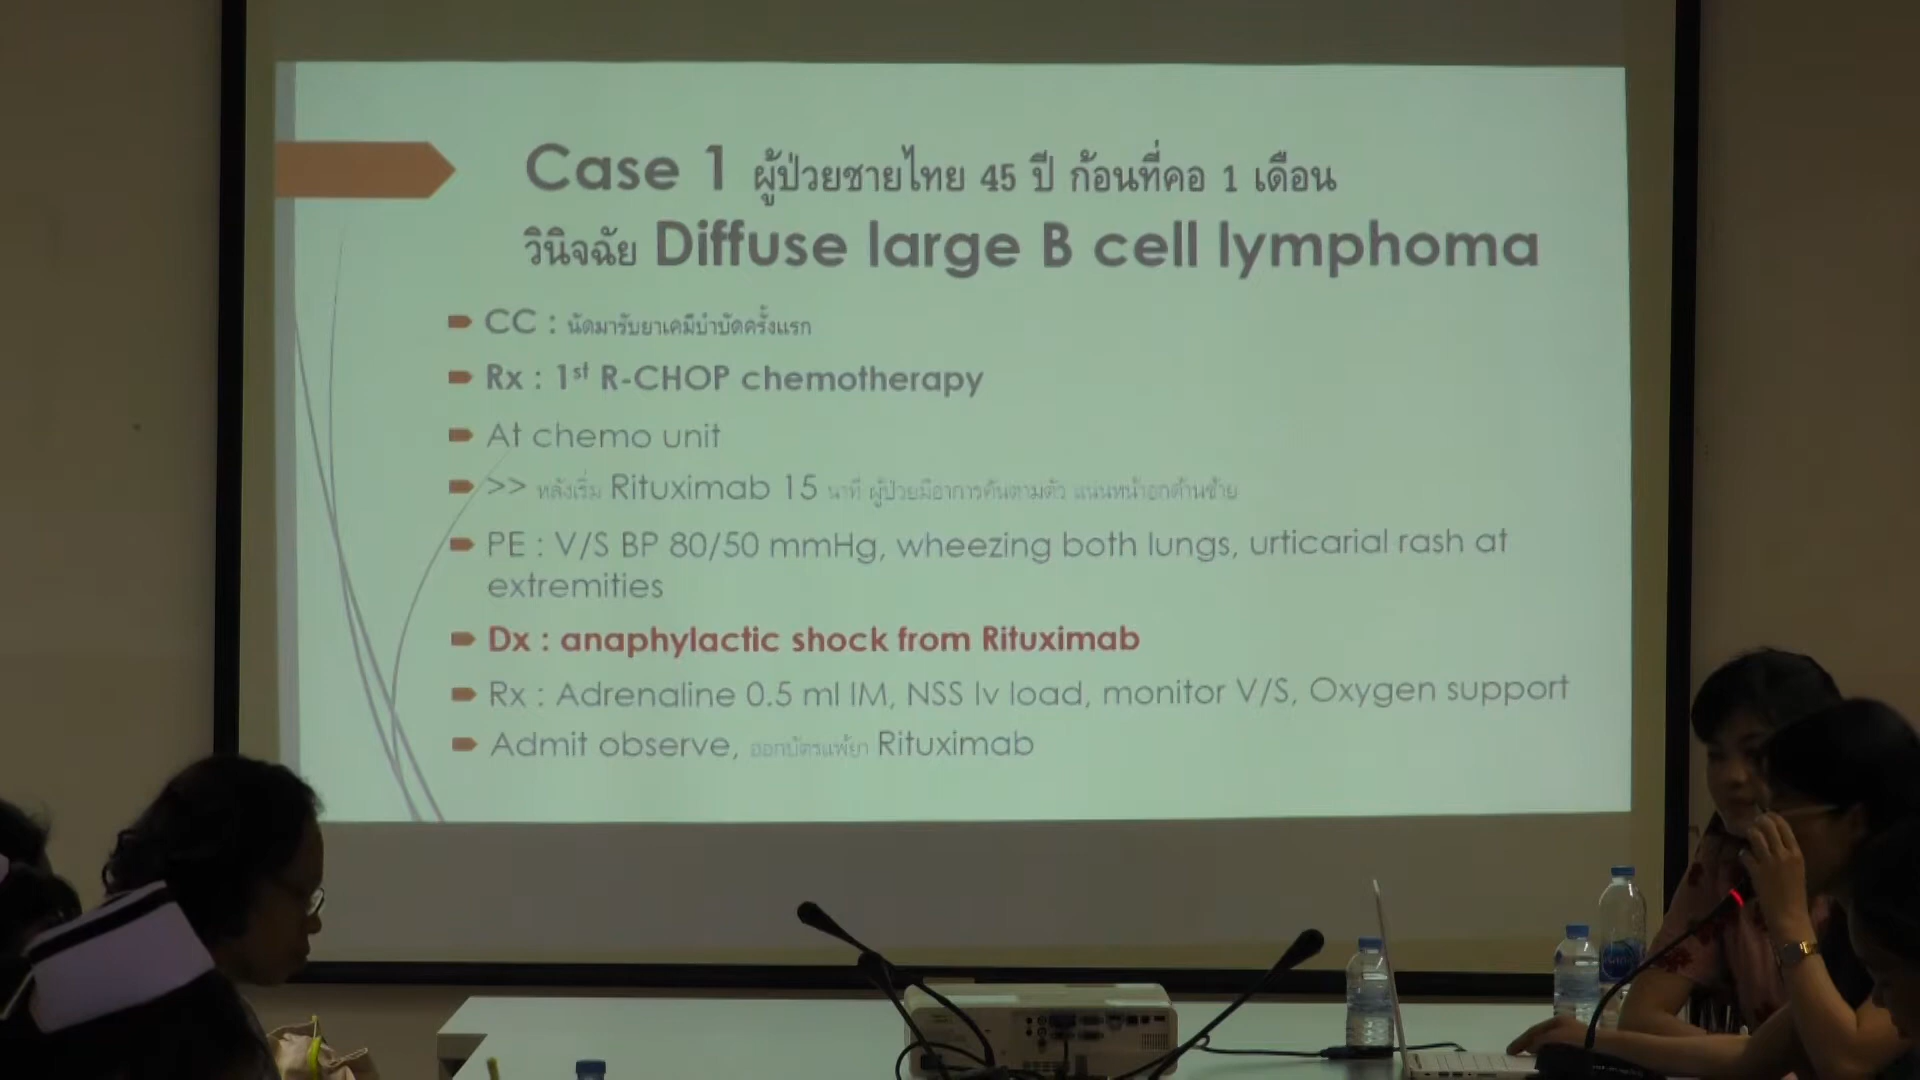 Case 1 ผู้ป่วยชายไทย 45 ปี ก้อนที่คอ 1 เดือน
วินิจฉัย Diffuse large B cell lymphoma
CC : นัดมารับยาเคมีบำบัดครั้งแรก
Rx : 1st R-CHOP chemotherapy
At chemo unit
>> หลังเริ่ม Rituximab 15 นาที ผู้ป่วยมีอาการคันตามตัว แน่นหน้าอกด้านซ้าย
PE : V/S BP 80/50 mmHg, wheezing both lungs, urticarial rash at
extremities
Dx : anaphylactic shock from Rituximab
Rx : Adrenaline 0.5 ml IM, NSS Iv load, monitor V/S, Oxygen support
Admit observe, ออกบัตรแพ้ยา Rituximab